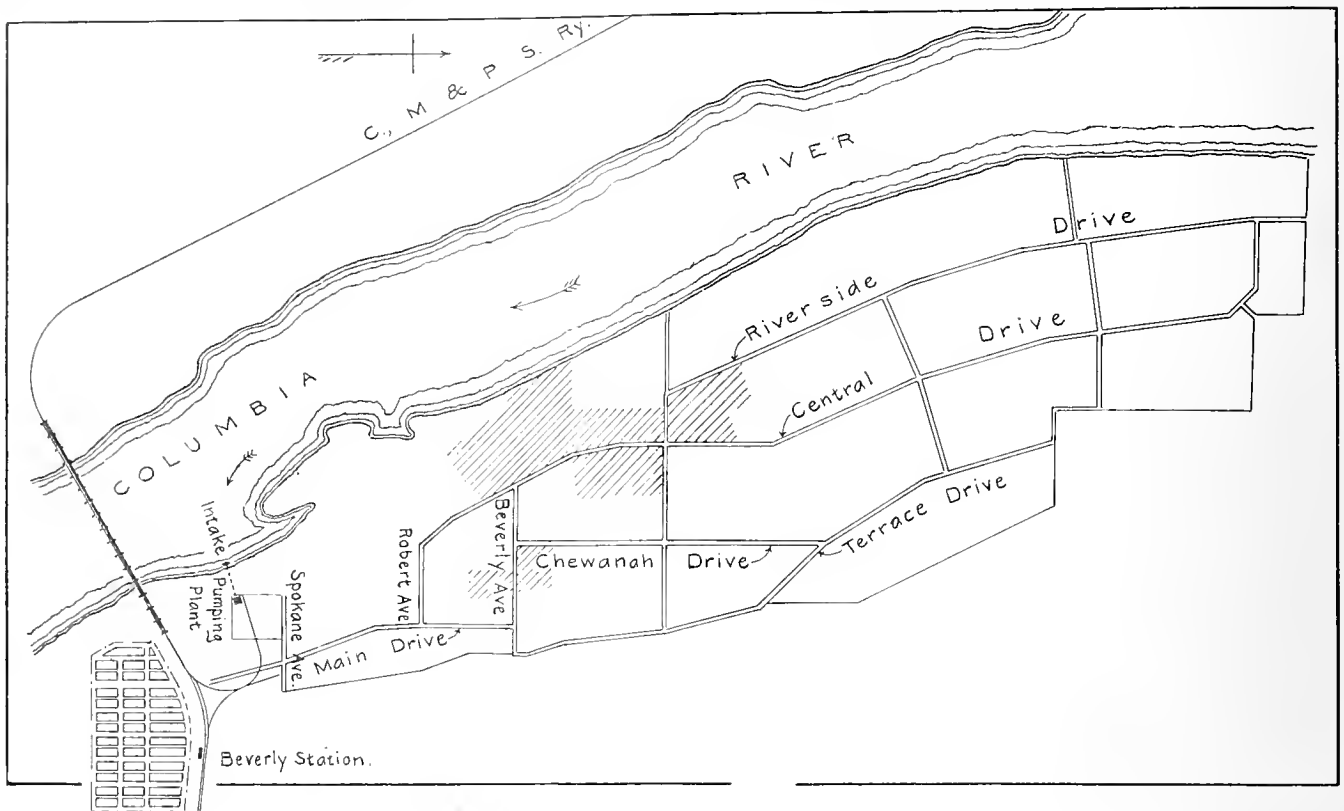 C., M & P S. Ry.
RIVER
COLUMBIA
Drive
Riverside
Drive
Central
Terrace Drive
Chewanah Drive
Beverly Ave
Robert Ave
Spokane Ave.
Intake
Pumping
Plant
Main Drive
Beverly Station.